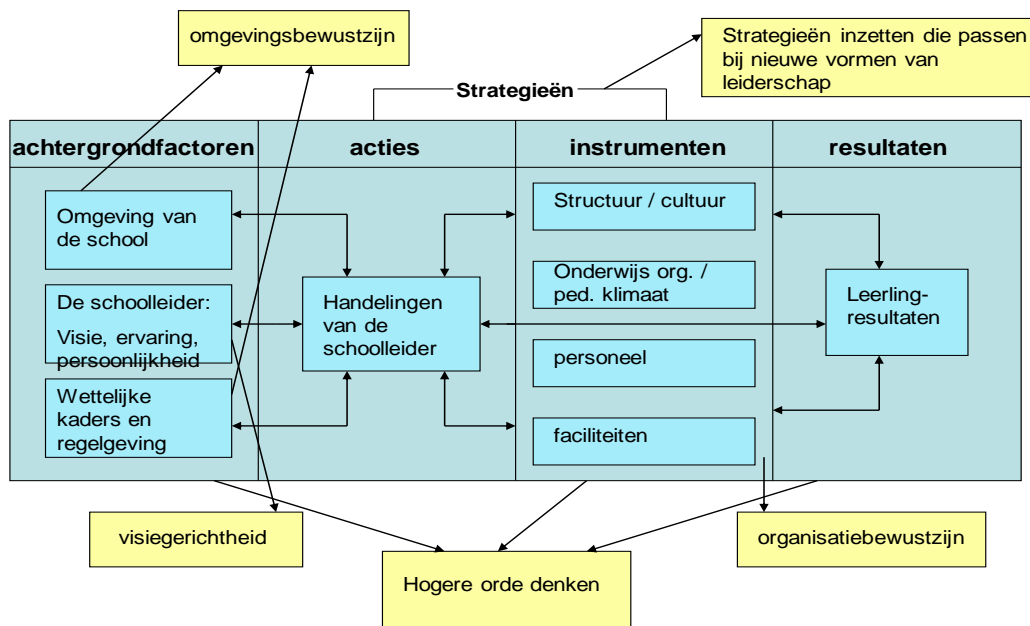 omgevingsbewustzijn
Strategieën inzetten die passen
bij nieuwe vormen van
leiderschap
Strategieën
achtergrondfactoren
acties
instrumenten
resultaten
Omgeving van
de school
De schoolleider:
Visie, ervaring,
persoonlijkheid
Wettelijke
kaders en
regelgeving
Handelingen
van de
schoolleider
Structuur / cultuur
Onderwijs org. /
ped. klimaat
personeel
faciliteiten
Leerling-
resultaten
visiegerichtheid
Hogere orde denken
organisatiebewustzijn